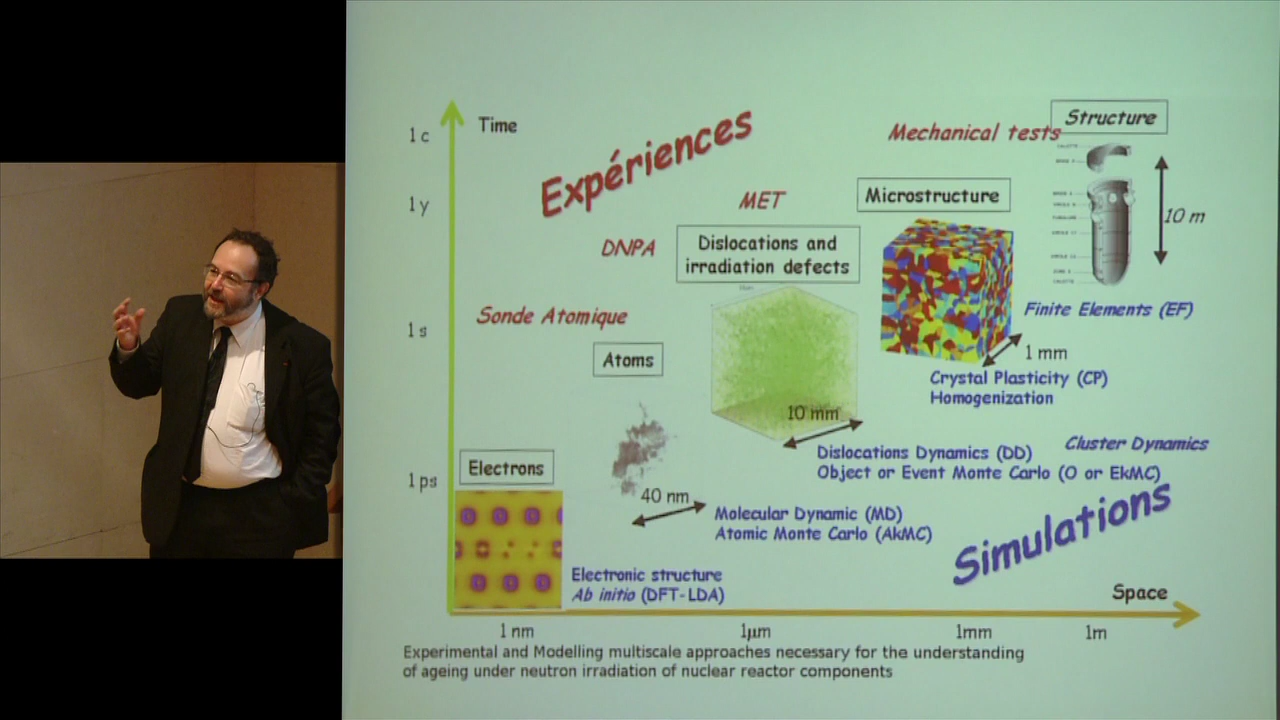 Time
1 c
1 y
1 s
1 ps
Expériences
Mechanical tests
Structure
10 m
MET
Microstructure
DNPA
Dislocations and
irradiation defects
Sonde Atomique
Finite Elements (EF)
Atoms
1 mm
Crystal Plasticity (CP)
Homogenization
10 mm
Dislocations Dynamics (DD)
Object or Event Monte Carlo (O or EkMC)
Cluster Dynamics
Electrons
40 nm
Molecular Dynamic (MD)
Atomic Monte Carlo (AkMC)
Simulations
Electronic structure
Ab initio (DFT-LDA)
Space
1 nm
1µm
1mm
1m
Experimental and Modelling multiscale approaches necessary for the understanding
of ageing under neutron irradiation of nuclear reactor components